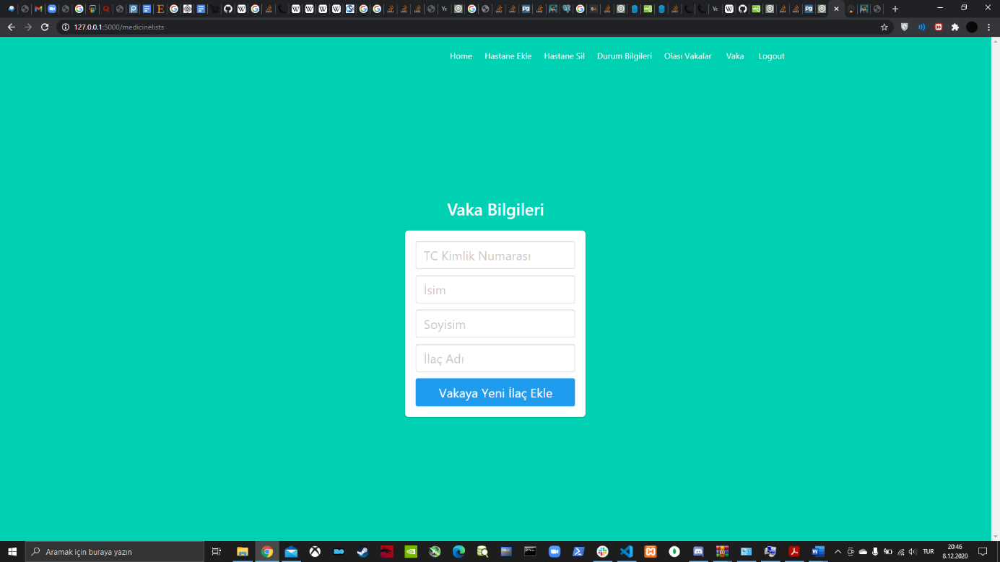 127.0.0.1:5000/medicinelists
Home Hastane Ekle Hastane Sil Durum Bilgileri Olası Vakalar Vaka Logout
Vaka Bilgileri
TC Kimlik Numarası
İsim
Soyisim
İlaç Adı
Vakaya Yeni İlaç Ekle
Aramak için buraya yazın
TUR
20:46
8.12.2020